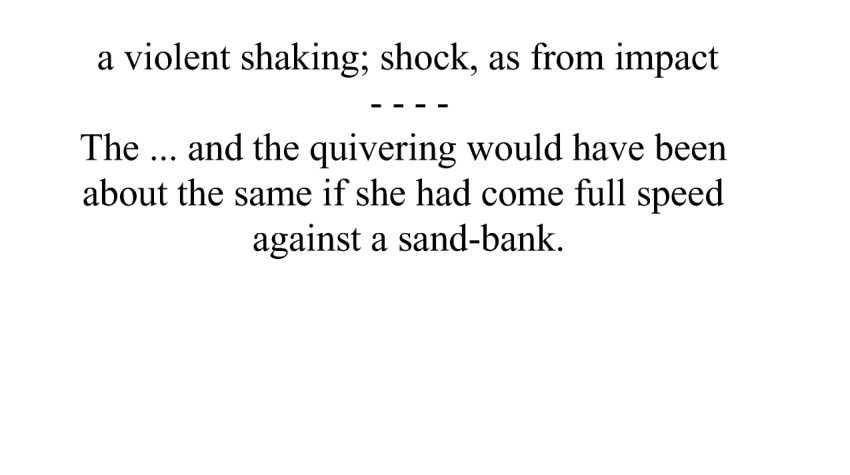 a violent shaking; shock, as from impact
- - - -
The ... and the quivering would have been
about the same if she had come full speed
against a sand-bank.